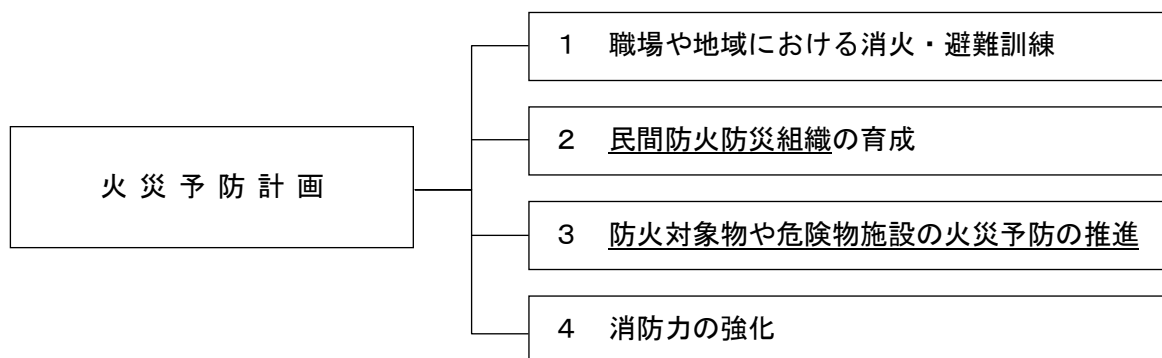 火災予防計画
１　職場や地域における消火・避難訓練
２　民間防火防災組織の育成
３　防火対象物や危険物施設の火災予防の推進
４　消防力の強化